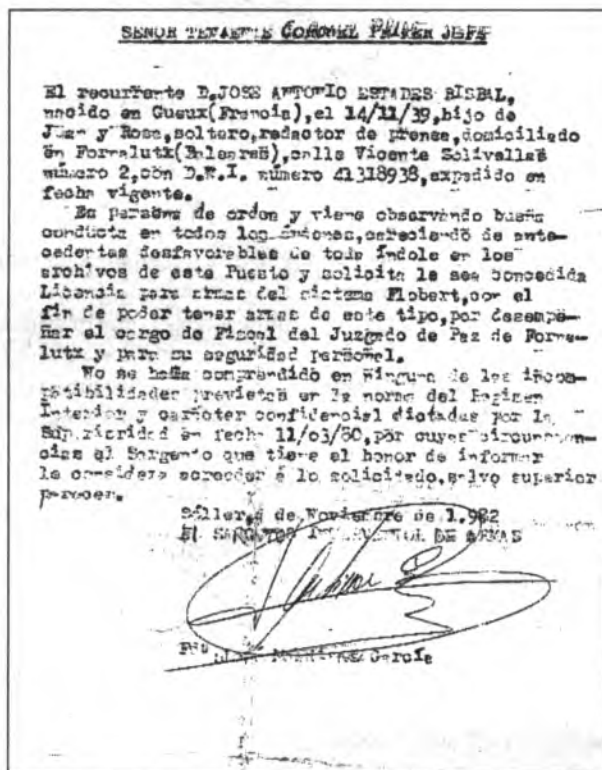 SEÑOR TENIENTE CORONEL PRIMER JEFE
El recurrente D.JOSE ANTONIO ESTADES BISBAL,
nacido en Gueux(Francia),el 14/11/39,hijo de
Juan y Rosa,soltero,redactor de prensa,domiciliado
en Fornalutx(Baleares),calle Vicente Solivellas
número 2,con D.N.I. número 41318938,expedido en
fecha vigente.
Es persona de orden y viene observando buena
conducta en todos los órdenes,careciendo de ante-
cedentes desfavorables de toda índole en los
archivos de este Puesto y solicita le sea concedida
Licencia para armas del sistema Flobert,con el
fin de poder tener armas de este tipo,por desempe-
ñar el cargo de Fiscal del Juzgado de Paz de Forna-
lutx y para su seguridad personal.
No se halla comprendido en ninguna de las incom-
patibilidades previstas en la norma del Regimen
Interior y carácter confidencial dictadas por la
Superioridad en fecha 11/03/80,por cuyas circunstan-
cias el Sargento que tiene el honor de informar
le considera acreedor a lo solicitado,salvo superior
parecer.
Sóller, de Noviembre de 1.982
EL SARGENTO INTERVENTOR DE ARMAS
García